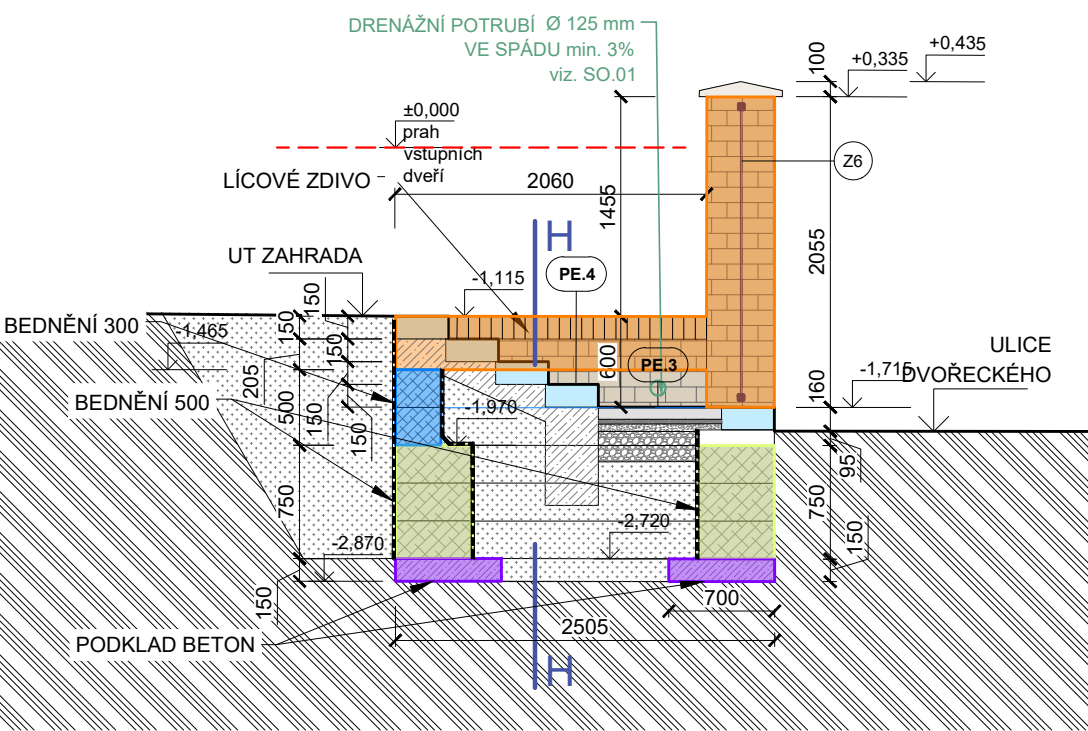 DRENÁŽNÍ POTRUBÍ Ø 125 mm
VE SPÁDU min. 3%
viz. SO.01
100
+0,435
+0,335
±0,000
prah
vstupních
dveří
LÍCOVÉ ZDIVO
2060
1455
Z6
2055
H
UT ZAHRADA
PE.4
-1,115
150
150
BEDNĚNÍ 300
-1,465
150
600
PE.3
ULICE
DVOŘECKÉHO
-1,715
160
205
BEDNĚNÍ 500
500
150
150
-1,970
95
750
750
150
-2,720
-2,870
150
700
2505
PODKLAD BETON
H